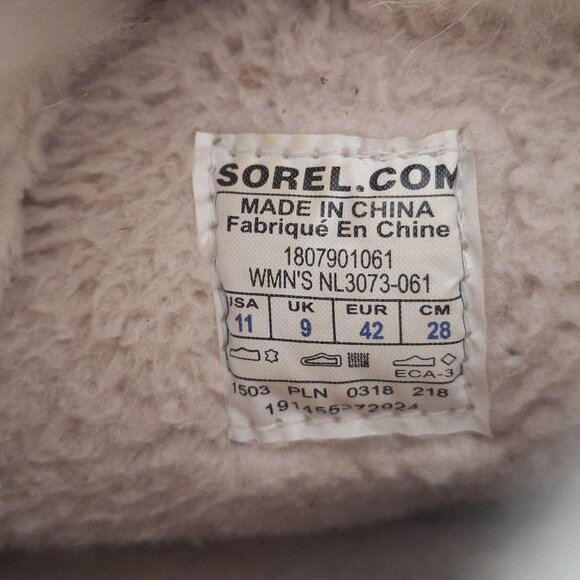 SOREL.COM
MADE IN CHINA
Fabriqué En Chine
1807901061
WMN'S NL3073-061
USA UK EUR CM
11 9 42 28
ECA-3
1503 PLN 0318 218